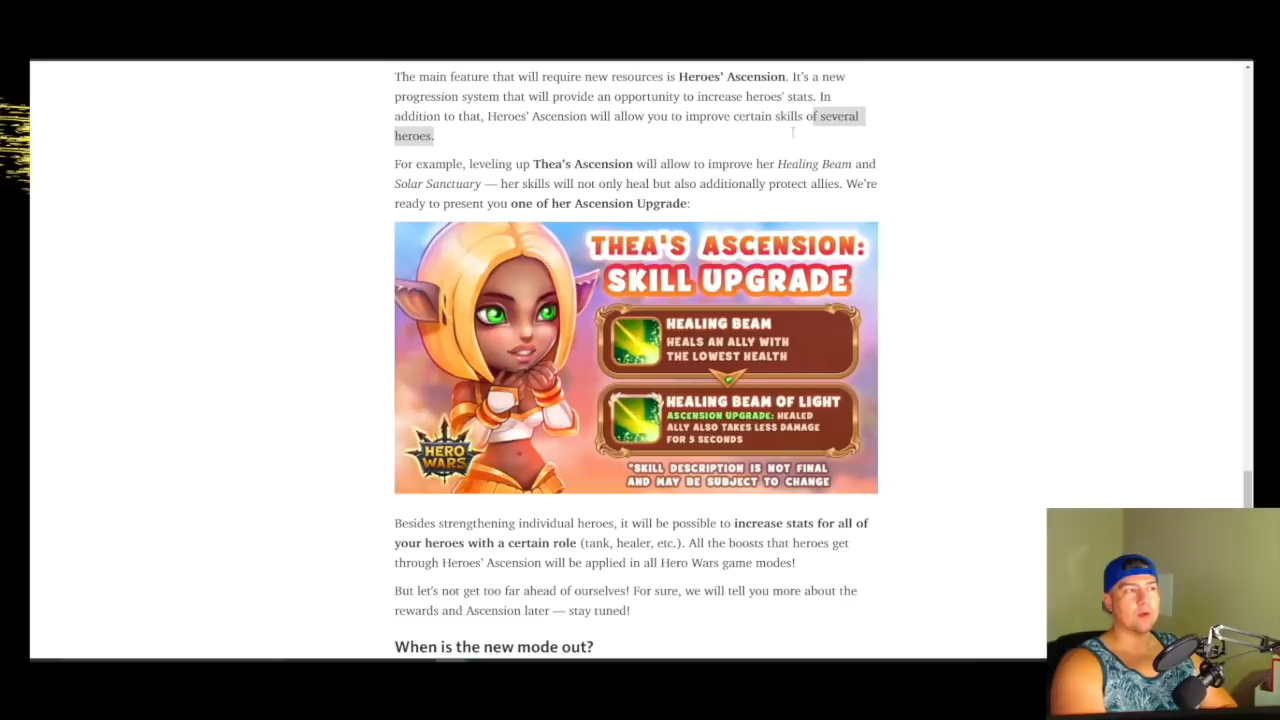 The main feature that will require new resources is Heroes’ Ascension. It’s a new
progression system that will provide an opportunity to increase heroes' stats. In
addition to that, Heroes’ Ascension will allow you to improve certain skills of several
heroes.
For example, leveling up Thea’s Ascension will allow to improve her Healing Beam and
Solar Sanctuary — her skills will not only heal but also additionally protect allies. We’re
ready to present you one of her Ascension Upgrade:
THEA'S ASCENSION:
SKILL UPGRADE
HEALING BEAM
HEALS AN ALLY WITH
THE LOWEST HEALTH
HEALING BEAM OF LIGHT
ASCENSION UPGRADE: HEALED
ALLY ALSO TAKES LESS DAMAGE
FOR 5 SECONDS
HERO
WARS
*SKILL DESCRIPTION IS NOT FINAL
AND MAY BE SUBJECT TO CHANGE
Besides strengthening individual heroes, it will be possible to increase stats for all of
your heroes with a certain role (tank, healer, etc.). All the boosts that heroes get
through Heroes’ Ascension will be applied in all Hero Wars game modes!
But let’s not get too far ahead of ourselves! For sure, we will tell you more about the
rewards and Ascension later — stay tuned!
When is the new mode out?